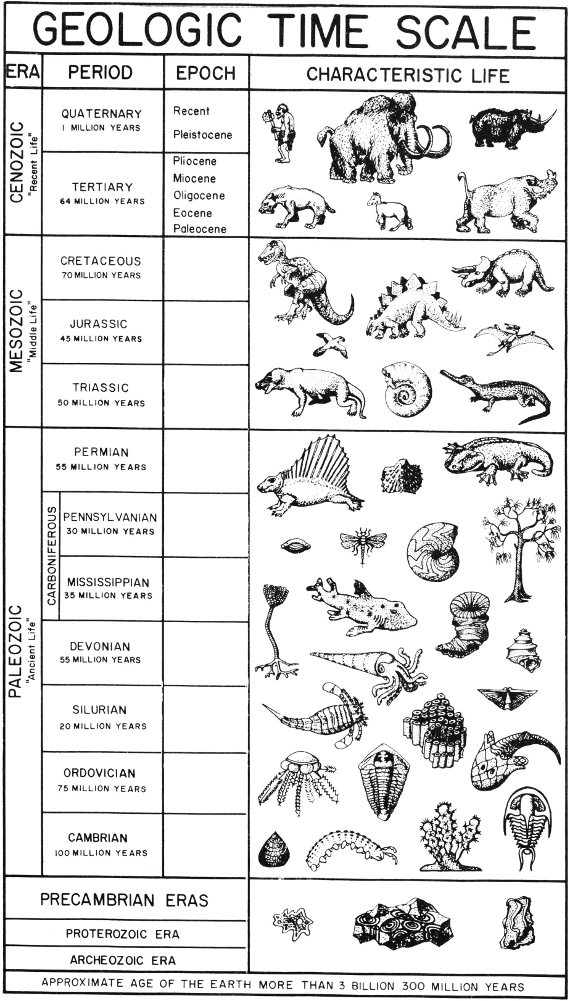 GEOLOGIC TIME SCALE
ERA PERIOD EPOCH CHARACTERISTIC LIFE
CENOZOIC
"Recent Life"
QUATERNARY
1 MILLION YEARS
Recent
Pleistocene
TERTIARY
64 MILLION YEARS
Pliocene
Miocene
Oligocene
Eocene
Paleocene
MESOZOIC
"Middle Life"
CRETACEOUS
70 MILLION YEARS
JURASSIC
45 MILLION YEARS
TRIASSIC
50 MILLION YEARS
PALEOZOIC
"Ancient Life"
PERMIAN
55 MILLION YEARS
CARBONIFEROUS
PENNSYLVANIAN
30 MILLION YEARS
MISSISSIPPIAN
35 MILLION YEARS
DEVONIAN
55 MILLION YEARS
SILURIAN
20 MILLION YEARS
ORDOVICIAN
75 MILLION YEARS
CAMBRIAN
100 MILLION YEARS
PRECAMBRIAN ERAS
PROTEROZOIC ERA
ARCHEOZOIC ERA
APPROXIMATE AGE OF THE EARTH MORE THAN 3 BILLION 300 MILLION YEARS